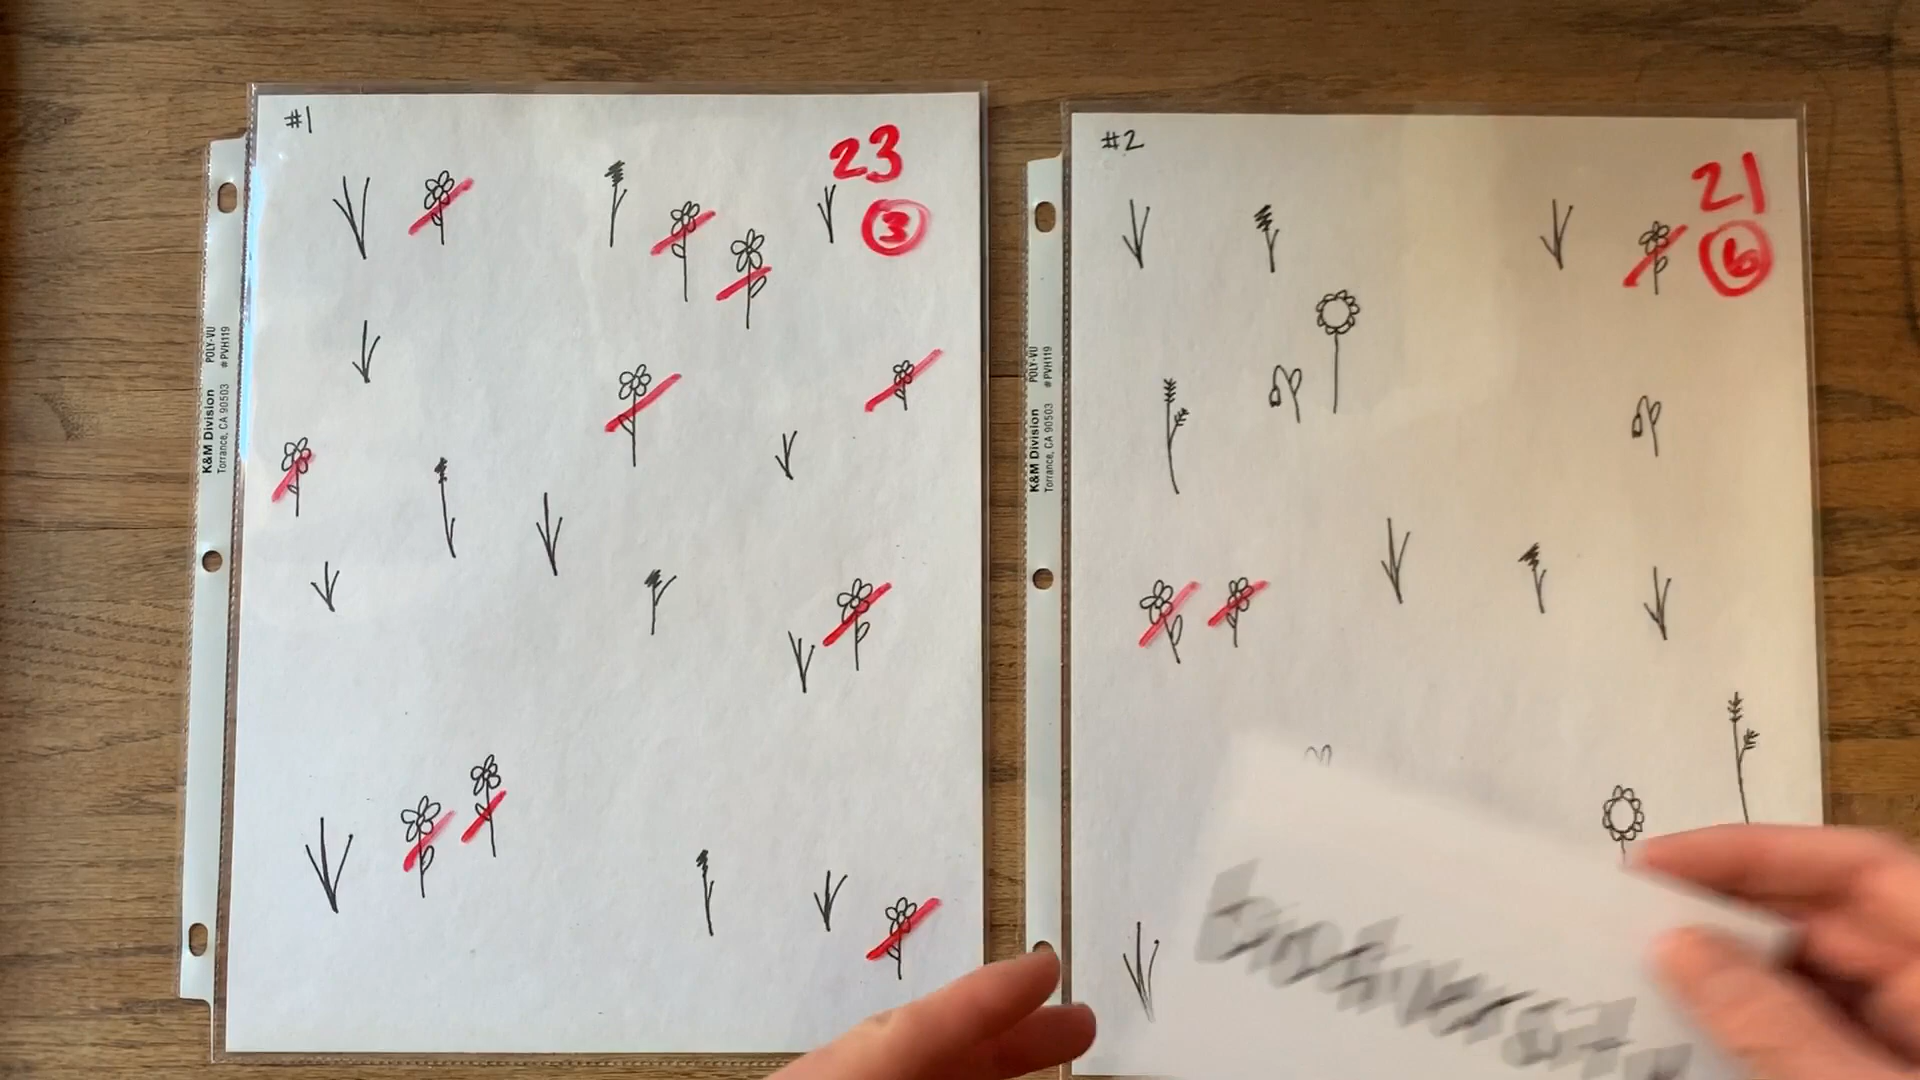 #1
23
3
K&M Division POLY-VU
Torrance, CA 90503 #PVH119
#2
21
6
K&M Division POLY-VU
Torrance, CA 90503 #PVH119